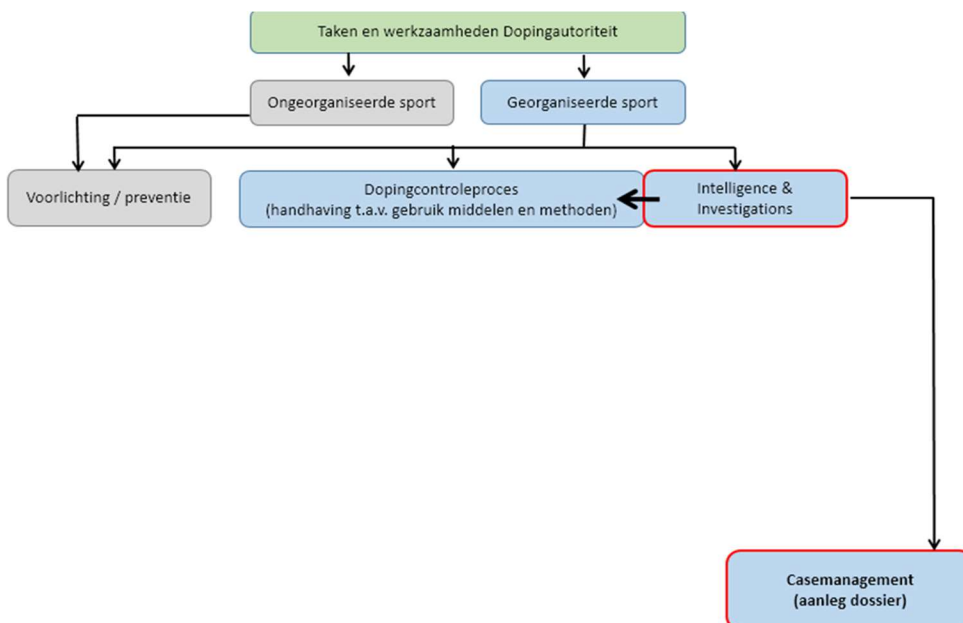 Taken en werkzaamheden Dopingautoriteit
Ongeorganiseerde sport
Georganiseerde sport
Voorlichting / preventie
Dopingcontroleproces
(handhaving t.a.v. gebruik middelen en methoden)
Intelligence &
Investigations
Casemanagement
(aanleg dossier)